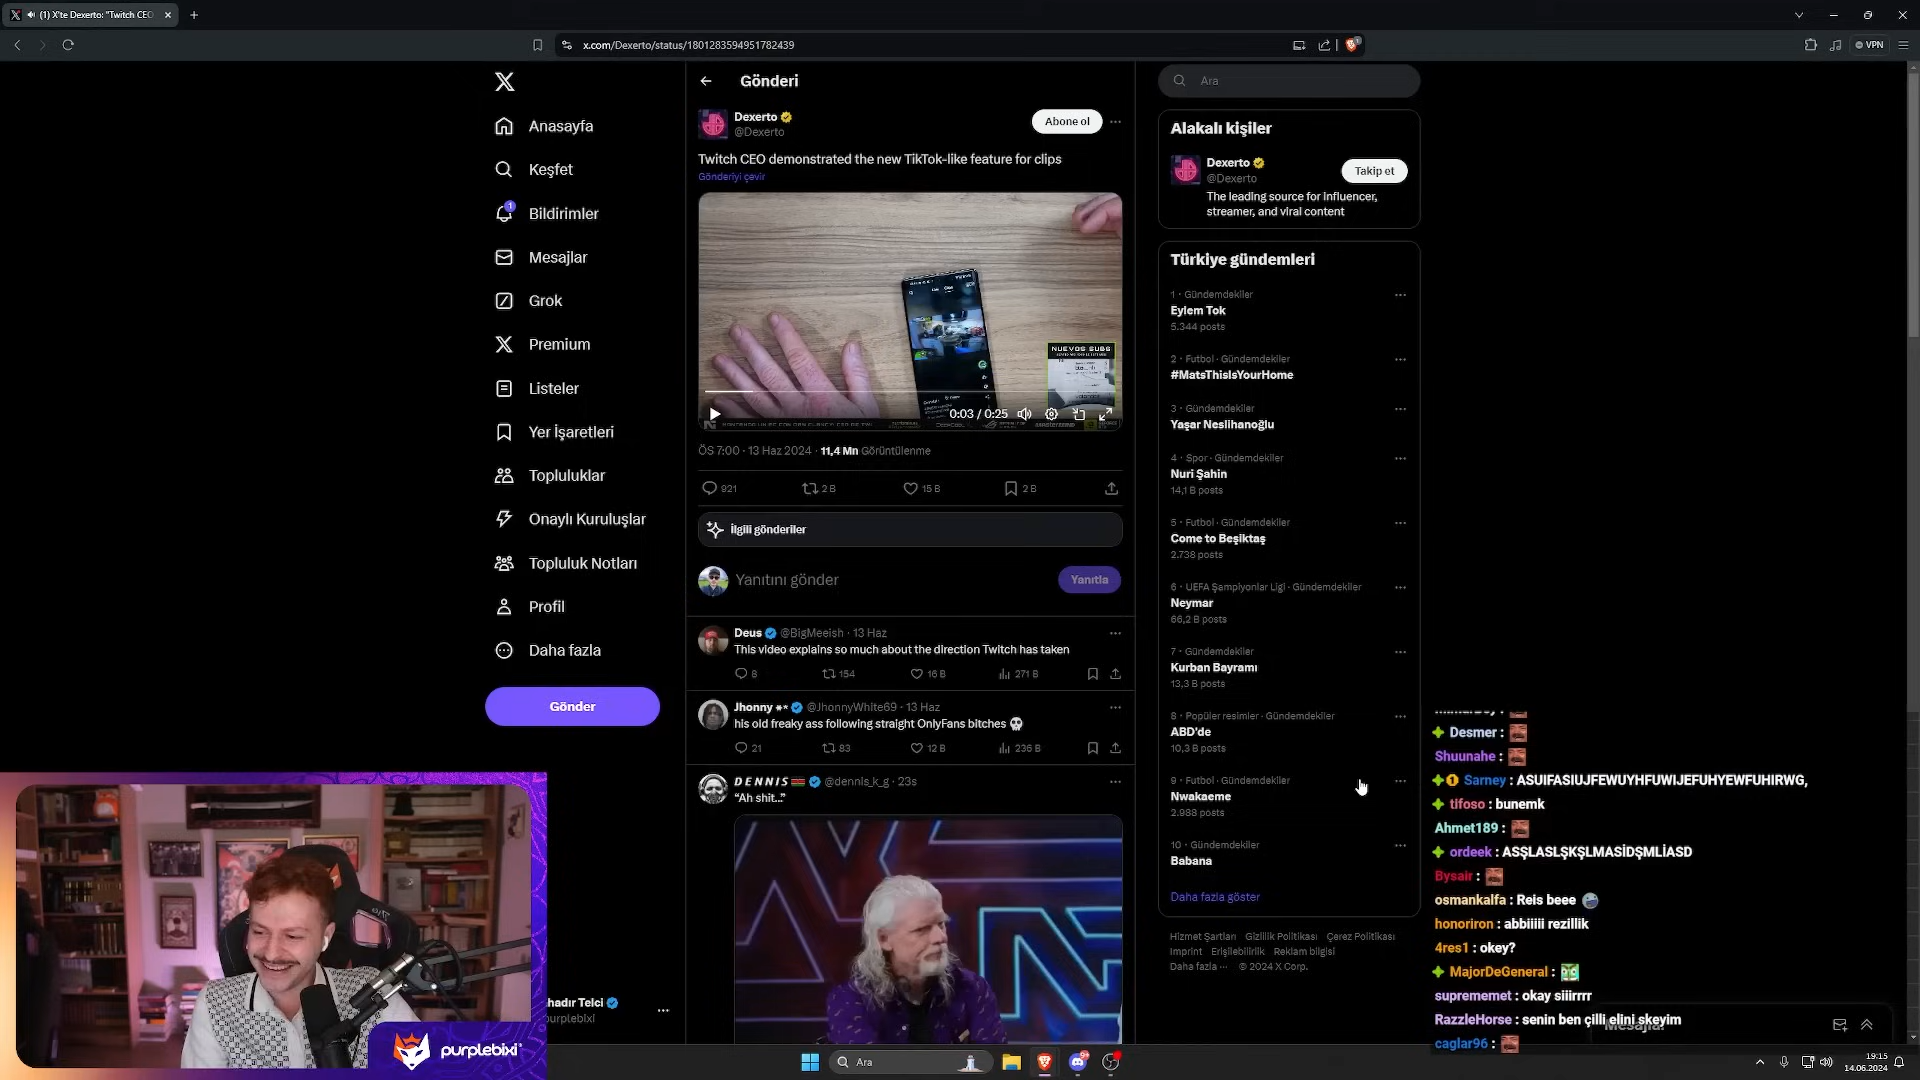 (1) X'te Dexerto: "Twitch CEO
x.com/Dexerto/status/1801283594951782439
VPN
Anasayfa
Keşfet
1
Bildirimler
Mesajlar
Grok
Premium
Listeler
Yer İşaretleri
Topluluklar
Onaylı Kuruluşlar
Topluluk Notları
Profil
Daha fazla
Gönder
Gönderi
Dexerto
@Dexerto
Abone ol
Twitch CEO demonstrated the new TikTok-like feature for clips
Gönderiyi çevir
NUEVOS SUBS
0:03 / 0:25
ÖS 7:00 · 13 Haz 2024 · 11,4 Mn Görüntülenme
921
2 B
15 B
2 B
İlgili gönderiler
Yanıtını gönder
Yanıtla
Deus @BigMeeish · 13 Haz
This video explains so much about the direction Twitch has taken
8
154
16 B
271 B
Jhonny @JhonnyWhite69 · 13 Haz
his old freaky ass following straight OnlyFans bitches 💀
21
83
12 B
236 B
DENNIS @dennis_k_g · 23s
“Ah shit...”
Ara
Alakalı kişiler
Dexerto
@Dexerto
Takip et
The leading source for influencer,
streamer, and viral content
Türkiye gündemleri
1 · Gündemdekiler
Eylem Tok
5.344 posts
2 · Futbol · Gündemdekiler
#MatsThisIsYourHome
3 · Gündemdekiler
Yaşar Neslihanoğlu
4 · Spor · Gündemdekiler
Nuri Şahin
14,1 B posts
5 · Futbol · Gündemdekiler
Come to Beşiktaş
2.738 posts
6 · UEFA Şampiyonlar Ligi · Gündemdekiler
Neymar
66,2 B posts
7 · Gündemdekiler
Kurban Bayramı
13,3 B posts
8 · Popüler resimler · Gündemdekiler
ABD'de
10,3 B posts
9 · Futbol · Gündemdekiler
Nwakaeme
2.988 posts
10 · Gündemdekiler
Babana
Daha fazla göster
Hizmet Şartları Gizlilik Politikası Çerez Politikası
Imprint Erişilebilirlik Reklam bilgisi
Daha fazla ··· © 2024 X Corp.
Desmer :
Shuunahe :
Sarney : ASUIFASIUJFEWUYHFUWIJEFUHYEWFUHIRWG,
tifoso : bunemk
Ahmet189 :
ordeek : ASŞLASLŞKŞLMASİDŞMLİASD
Bysair :
osmankalfa : Reis beee
honoriron : abbiiiii rezillik
4res1 : okey?
MajorDeGeneral :
suprememet : okay siiirrrr
RazzleHorse : senin ben çilli elini skeyim
caglar96 :
Mesajlar
hadır Telci
urplebixi
purplebixi
Ara
19:15
14.06.2024